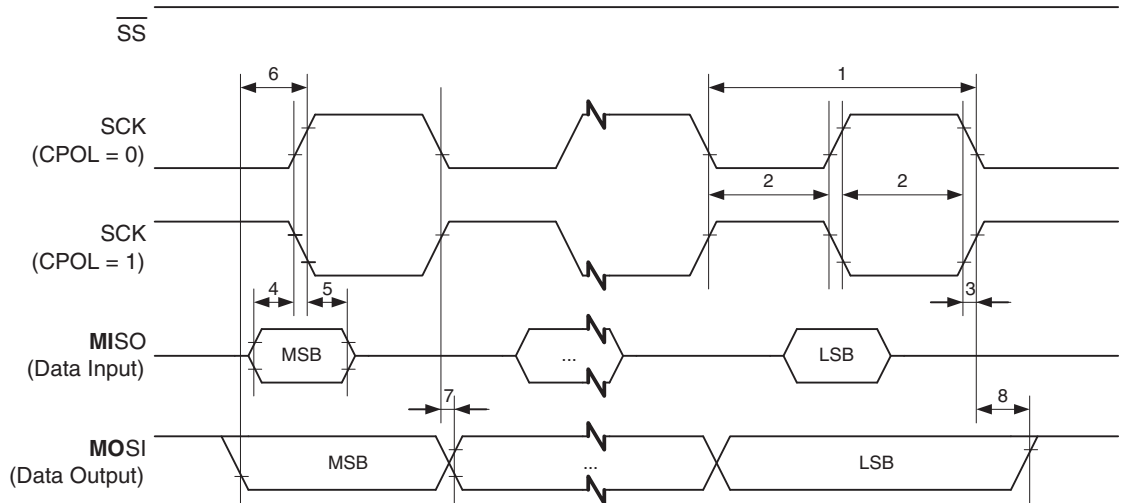 SS
6
1
SCK
(CPOL = 0)
2
2
SCK
(CPOL = 1)
4
5
3
MISO
(Data Input)
MSB
...
LSB
7
8
MOSI
(Data Output)
MSB
...
LSB